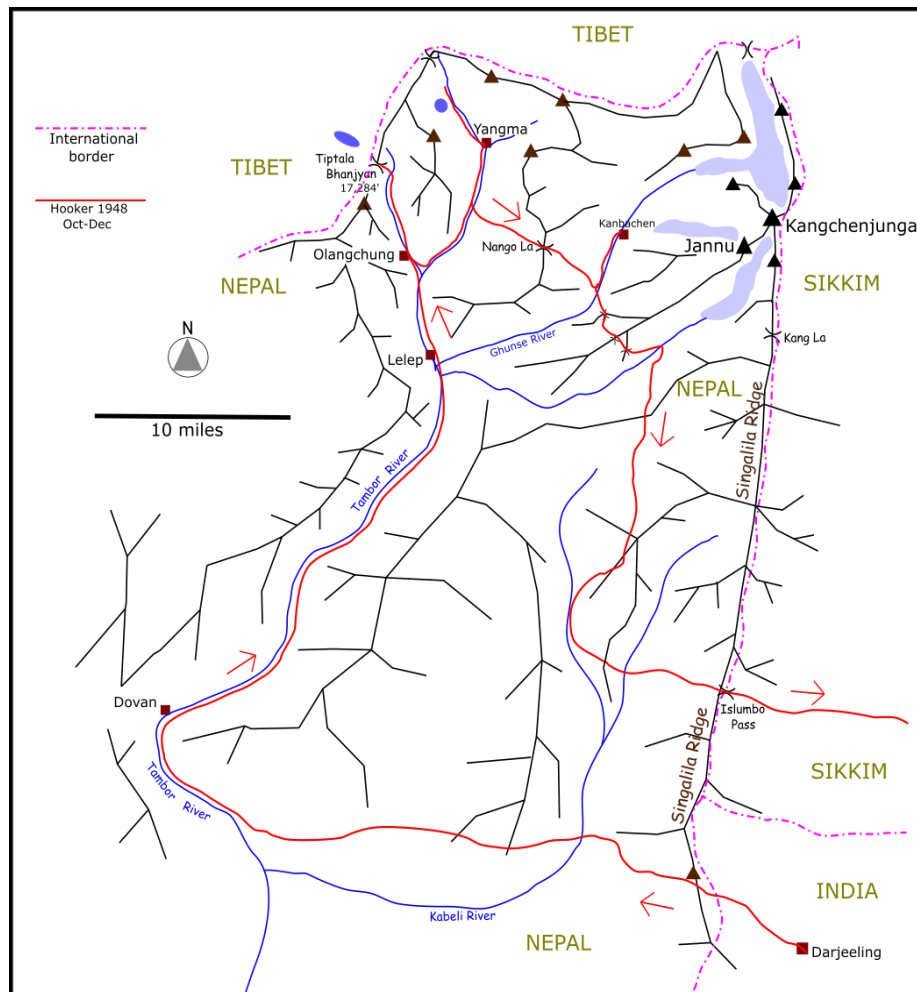 TIBET
International
border
Yangma
TIBET
Tiptala
Bhanjyan
17,284'
Hooker 1948
Oct-Dec
Kanbachen
Kangchenjunga
Nango La
Jannu
Olangchung
NEPAL
SIKKIM
N
Ghunse River
Kang La
Lelep
NEPAL
10 miles
Singalila Ridge
Tambor River
Dovan
Islumbo
Pass
Tambor River
Singalila Ridge
SIKKIM
INDIA
Kabeli River
NEPAL
Darjeeling